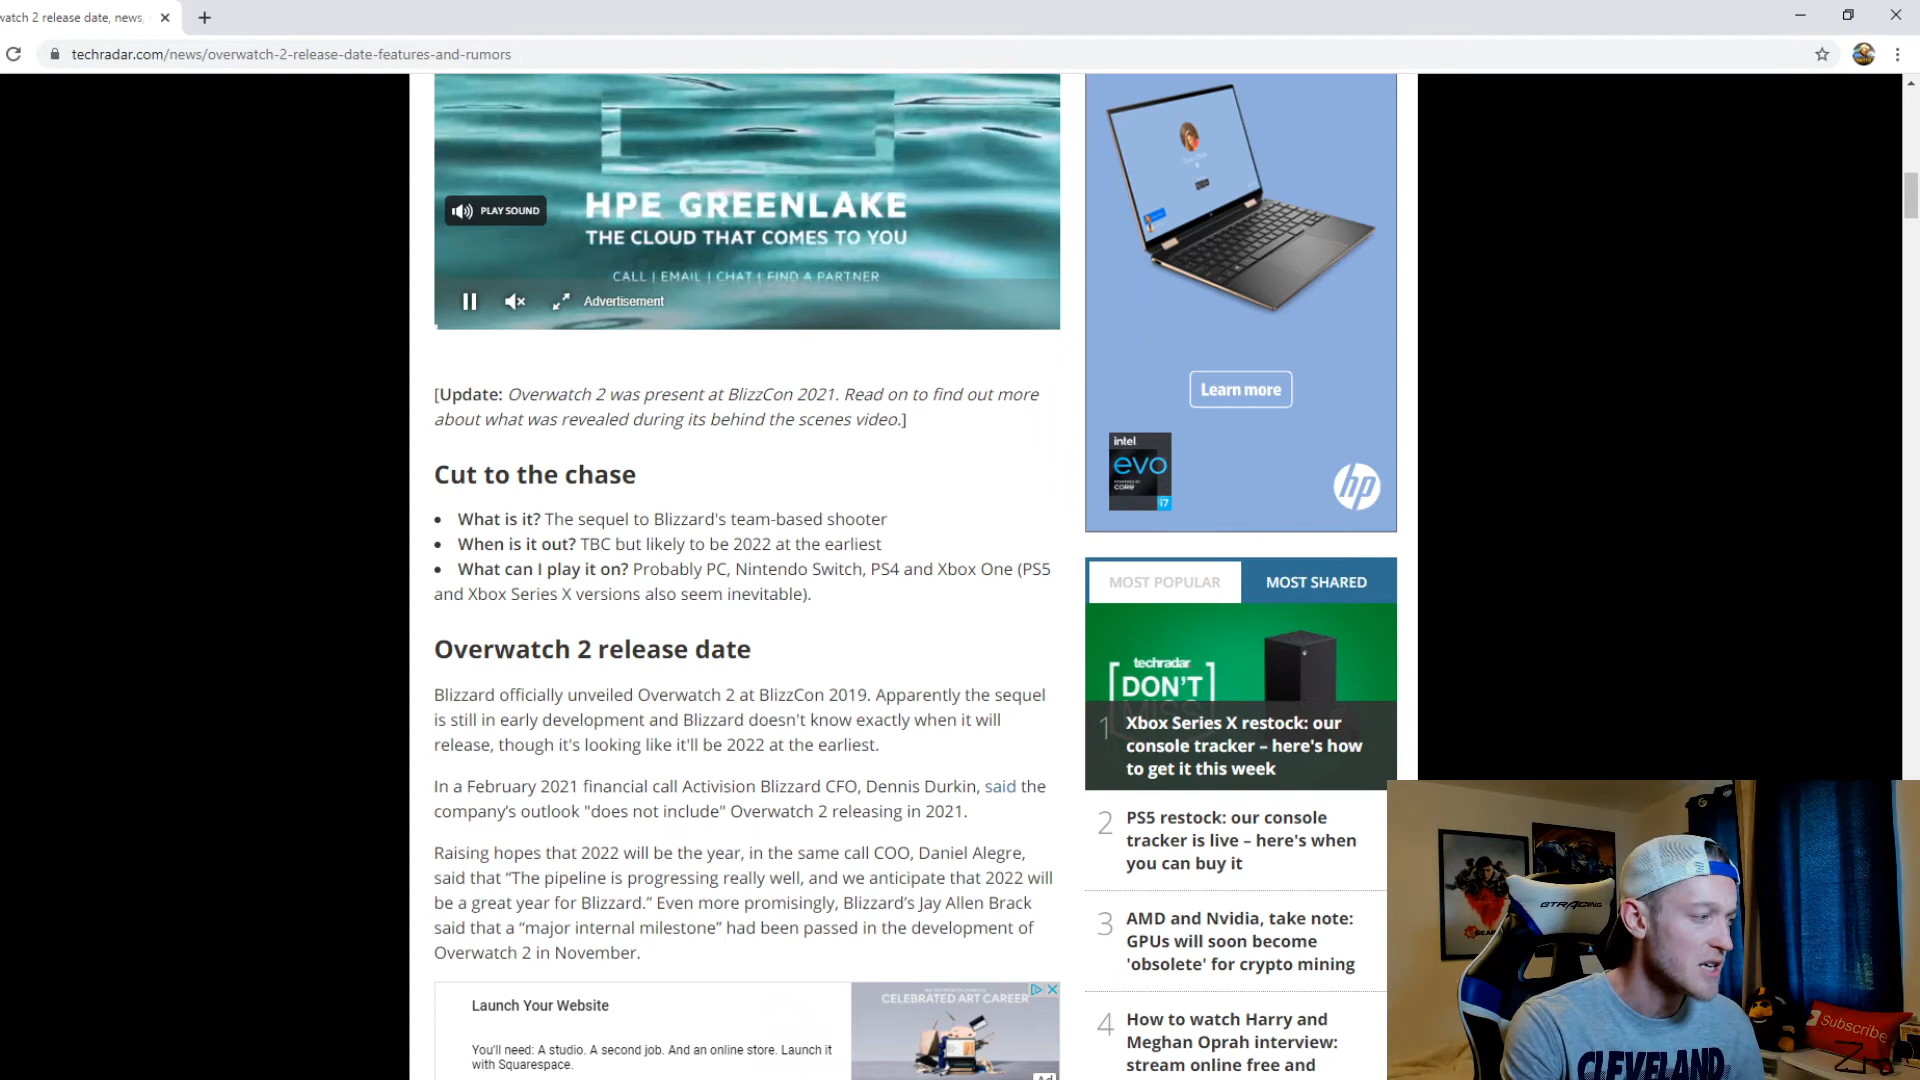 watch 2 release date, news,
techradar.com/news/overwatch-2-release-date-features-and-rumors
HPE GREENLAKE
THE CLOUD THAT COMES TO YOU
CALL | EMAIL | CHAT | FIND A PARTNER
PLAY SOUND
Advertisement
[Update: Overwatch 2 was present at BlizzCon 2021. Read on to find out more
about what was revealed during its behind the scenes video.]
Cut to the chase
• What is it? The sequel to Blizzard's team-based shooter
• When is it out? TBC but likely to be 2022 at the earliest
• What can I play it on? Probably PC, Nintendo Switch, PS4 and Xbox One (PS5
and Xbox Series X versions also seem inevitable).
Overwatch 2 release date
Blizzard officially unveiled Overwatch 2 at BlizzCon 2019. Apparently the sequel
is still in early development and Blizzard doesn't know exactly when it will
release, though it's looking like it'll be 2022 at the earliest.
In a February 2021 financial call Activision Blizzard CFO, Dennis Durkin, said the
company’s outlook "does not include" Overwatch 2 releasing in 2021.
Raising hopes that 2022 will be the year, in the same call COO, Daniel Alegre,
said that “The pipeline is progressing really well, and we anticipate that 2022 will
be a great year for Blizzard.” Even more promisingly, Blizzard’s Jay Allen Brack
said that a “major internal milestone” had been passed in the development of
Overwatch 2 in November.
Launch Your Website
You'll need: A studio. A second job. And an online store. Launch it
with Squarespace.
CELEBRATED ART CAREER
Ad
Learn more
intel
evo
POWERED BY
CORE
i7
hp
MOST POPULAR
MOST SHARED
techradar
DON'T
MISS
1
Xbox Series X restock: our
console tracker – here's how
to get it this week
2
PS5 restock: our console
tracker is live – here's when
you can buy it
3
AMD and Nvidia, take note:
GPUs will soon become
'obsolete' for crypto mining
4
How to watch Harry and
Meghan Oprah interview:
stream online free and
GTRACING
Subscribe
CLEVELAND